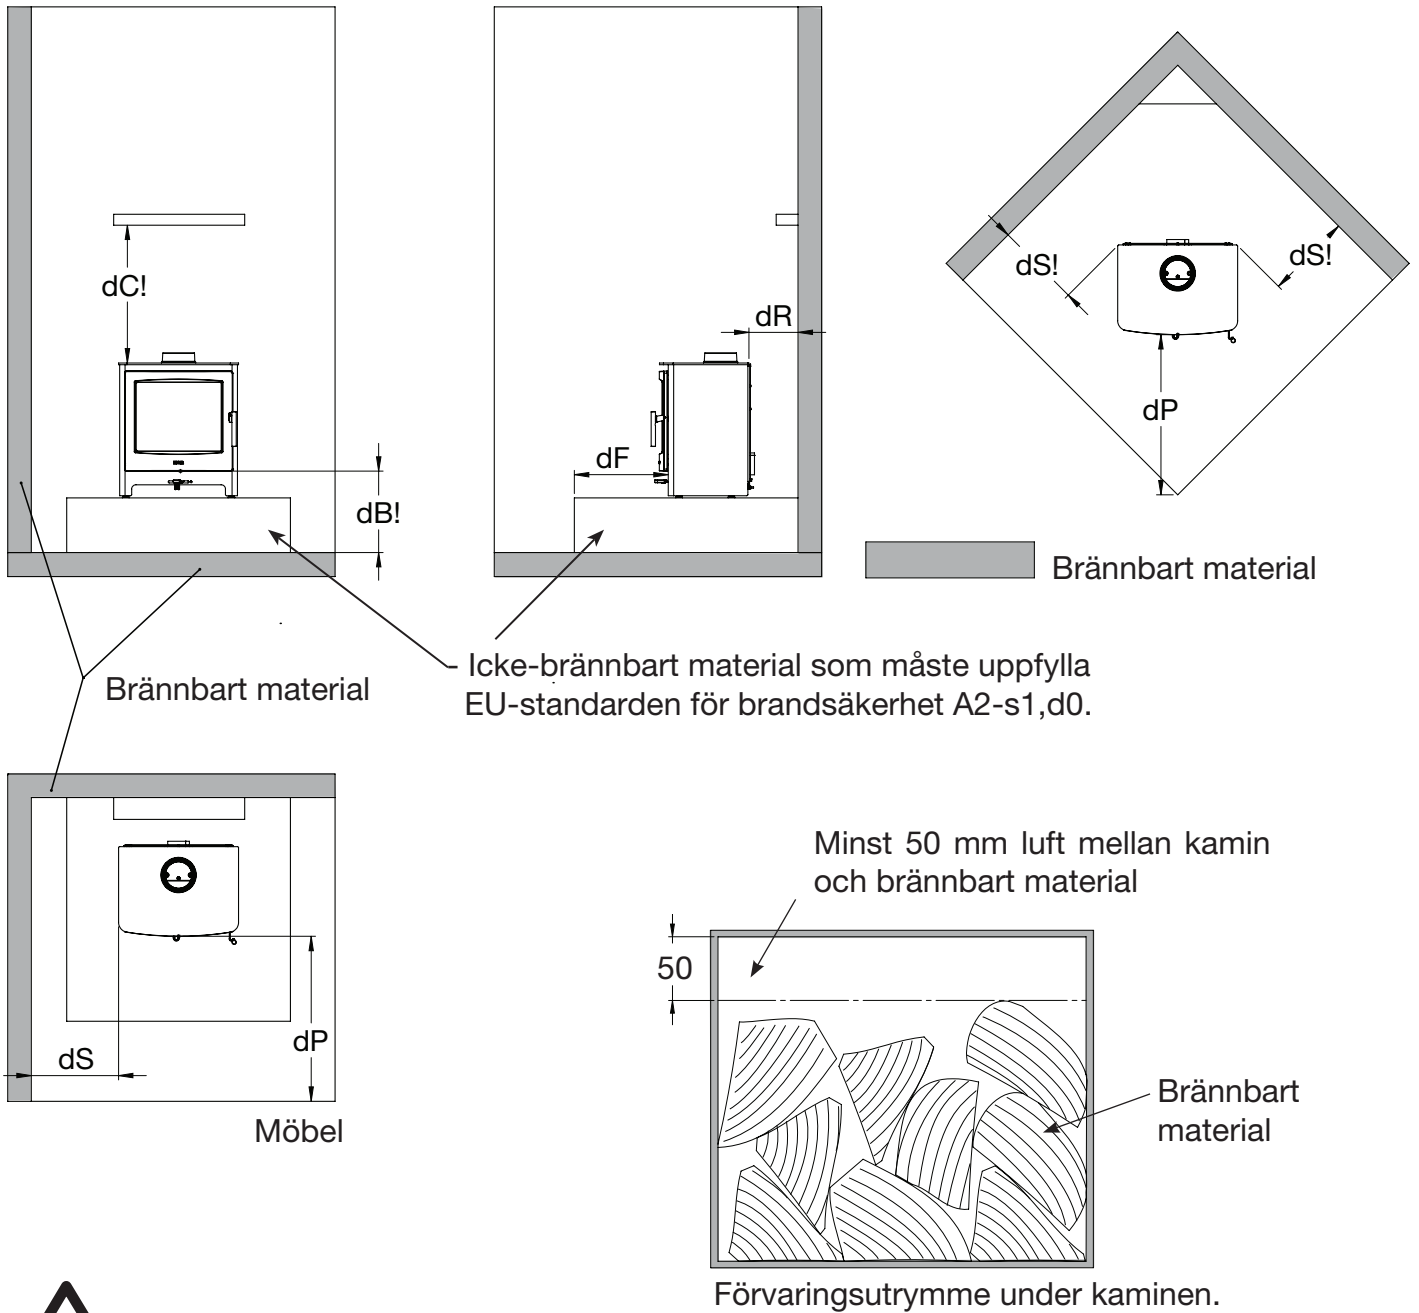 dC!
dR
dS!
dS!
dP
dF
dB!
Brännbart material
Icke-brännbart material som måste uppfylla
EU-standarden för brandsäkerhet A2-s1,d0.
Brännbart material
Minst 50 mm luft mellan kamin
och brännbart material
50
dP
dS
Möbel
Brännbart
material
Förvaringsutrymme under kaminen.